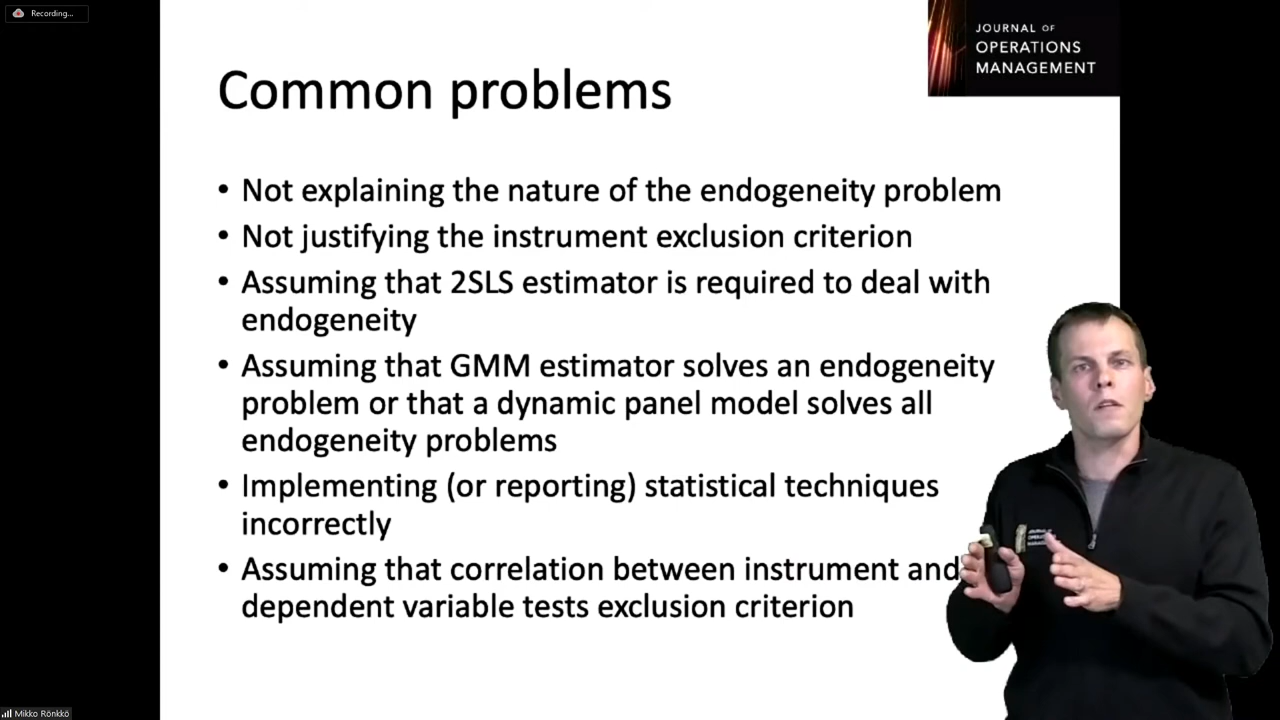 Recording...
JOURNAL OF
OPERATIONS
MANAGEMENT
Common problems
• Not explaining the nature of the endogeneity problem
• Not justifying the instrument exclusion criterion
• Assuming that 2SLS estimator is required to deal with
endogeneity
• Assuming that GMM estimator solves an endogeneity
problem or that a dynamic panel model solves all
endogeneity problems
• Implementing (or reporting) statistical techniques
incorrectly
• Assuming that correlation between instrument and
dependent variable tests exclusion criterion
Mikko Rönkkö